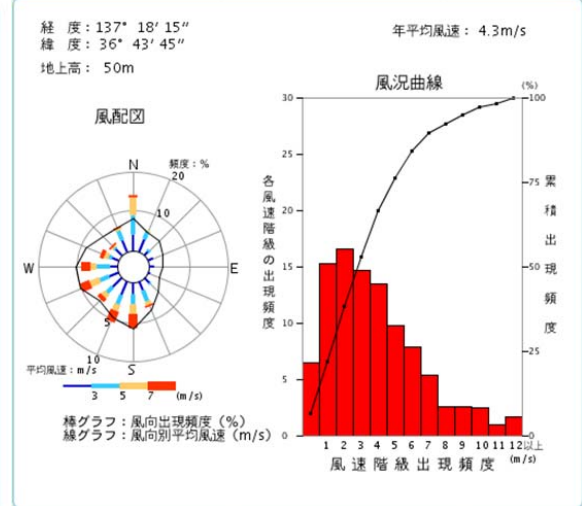 経　度：137° 18′ 15″
緯　度：36° 43′ 45″
地上高： 50m
年平均風速： 4.3m/s
風配図
N
頻度：%
20
10
W
E
5
10
S
平均風速：m/s
3 5 7 (m/s)
棒グラフ：風向出現頻度（%）
線グラフ：風向別平均風速（m/s）
風況曲線
(%)
30
25
20
15
10
5
0
各風速階級の出現頻度
100
75
50
25
0
累積出現頻度
1 2 3 4 5 6 7 8 9 10 11 12以上
風速階級出現頻度 (m/s)